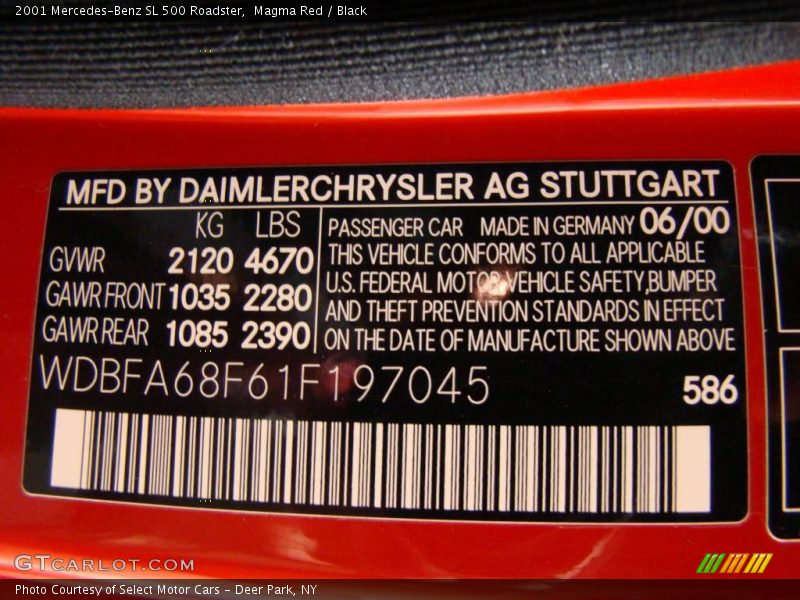 2001 Mercedes-Benz SL 500 Roadster,  Magma Red / Black
MFD BY DAIMLERCHRYSLER AG STUTTGART
KG LBS
GVWR 2120 4670
GAWR FRONT 1035 2280
GAWR REAR 1085 2390
PASSENGER CAR MADE IN GERMANY 06/00
THIS VEHICLE CONFORMS TO ALL APPLICABLE
U.S. FEDERAL MOTOR VEHICLE SAFETY,BUMPER
AND THEFT PREVENTION STANDARDS IN EFFECT
ON THE DATE OF MANUFACTURE SHOWN ABOVE
WDBFA68F61F197045
586
GTCARLOT.COM
Photo Courtesy of Select Motor Cars - Deer Park, NY